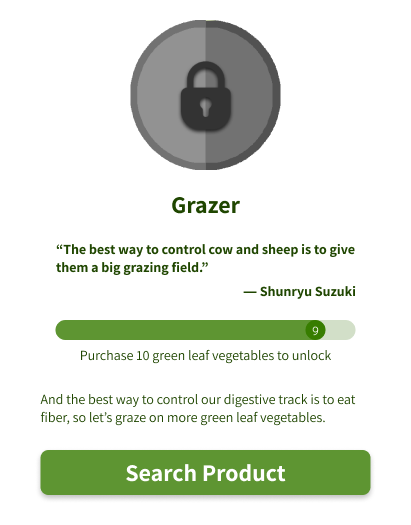 Grazer
“The best way to control cow and sheep is to give
them a big grazing field.”
— Shunryu Suzuki
9
Purchase 10 green leaf vegetables to unlock
And the best way to control our digestive track is to eat
fiber, so let’s graze on more green leaf vegetables.
Search Product